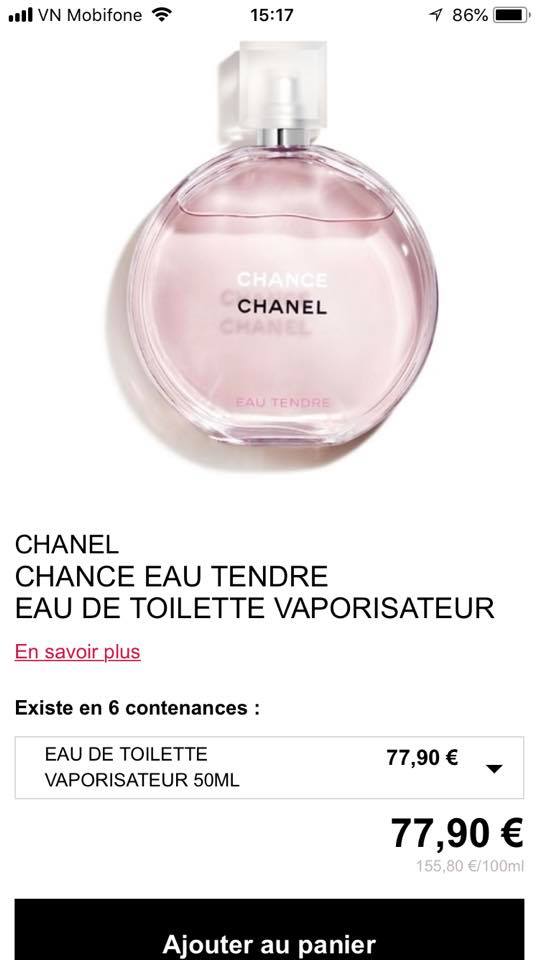 VN Mobifone 15:17 86%
CHANCE
CHANEL
EAU TENDRE
CHANEL
CHANCE EAU TENDRE
EAU DE TOILETTE VAPORISATEUR
En savoir plus
Existe en 6 contenances :
EAU DE TOILETTE 77,90 €
VAPORISATEUR 50ML
77,90 €
155,80 €/100ml
Ajouter au panier